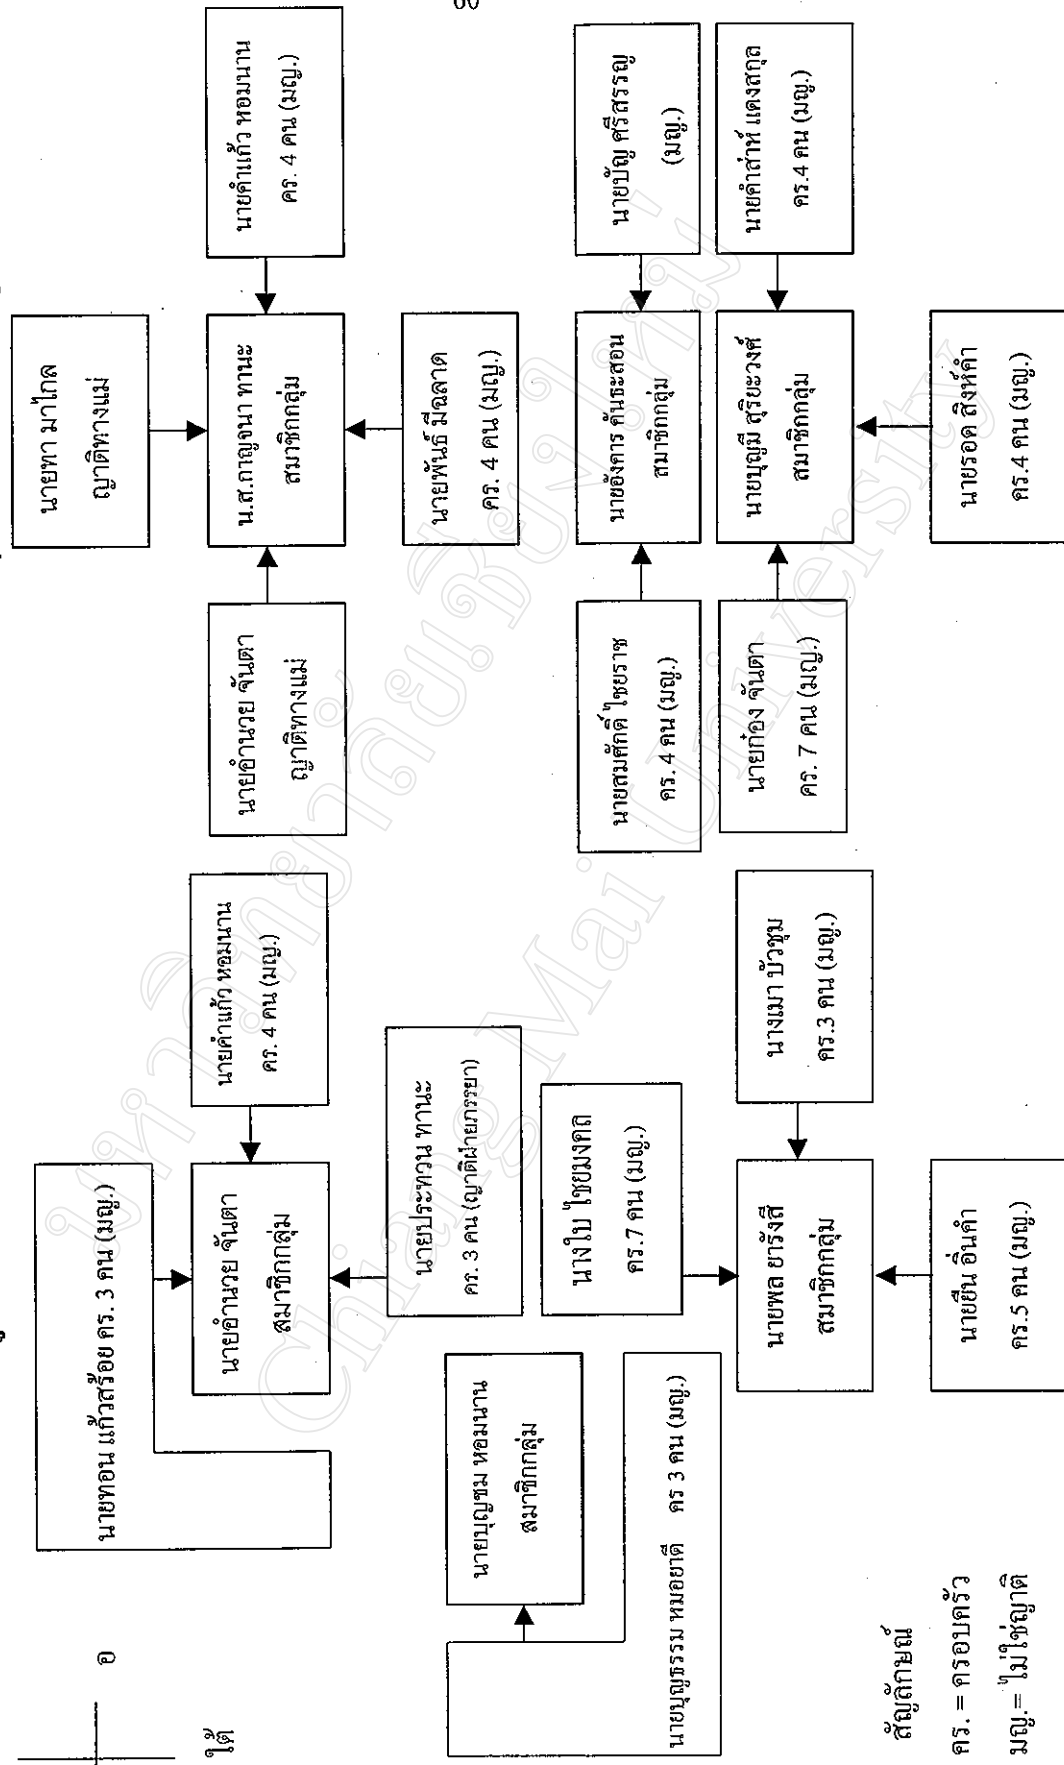 60
อ
ใต้
นายทอน แก้วสร้อย คร. 3 คน (มญ.)
นายอำนวย จันตา
สมาชิกกลุ่ม
นายคำแก้ว หอมนาน
คร. 4 คน (มญ.)
นายประทวน ทานะ
คร. 3 คน (ญาติฝ่ายภรรยา)
นายทา มาไกล
ญาติทางแม่
นายอำนวย จันตา
ญาติทางแม่
น.ส.กาญจนา ทานะ
สมาชิกกลุ่ม
นายคำแก้ว หอมนาน
คร. 4 คน (มญ.)
นายพันธ์ มีฉลาด
คร. 4 คน (มญ.)
นายบุญชม หอมนาน
สมาชิกกลุ่ม
นายบุญธรรม หมอยาดี คร 3 คน (มญ.)
นางใบ ไชยมงคล
คร.7 คน (มญ.)
นายพล ยารังสี
สมาชิกกลุ่ม
นางเมา บัวชุม
คร.3 คน (มญ.)
นายยืน อิ่นคำ
คร.5 คน (มญ.)
นายสมศักดิ์ ไชยราช
คร. 4 คน (มญ.)
นายอังคาร คันธะสอน
สมาชิกกลุ่ม
นายบัญ ศรีสรรญ
(มญ.)
นายก๋อง จันตา
คร. 7 คน (มญ.)
นายบุญมี สุริยะวงศ์
สมาชิกกลุ่ม
นายคำส่าห์ แดงสกุล
คร.4 คน (มญ.)
นายรอด สิงห์คำ
คร.4 คน (มญ.)
สัญลักษณ์
คร. = ครอบครัว
มญ.= ไม่ใช่ญาติ
มหาวิทยาลัยเชียงใหม่
Chiang Mai University